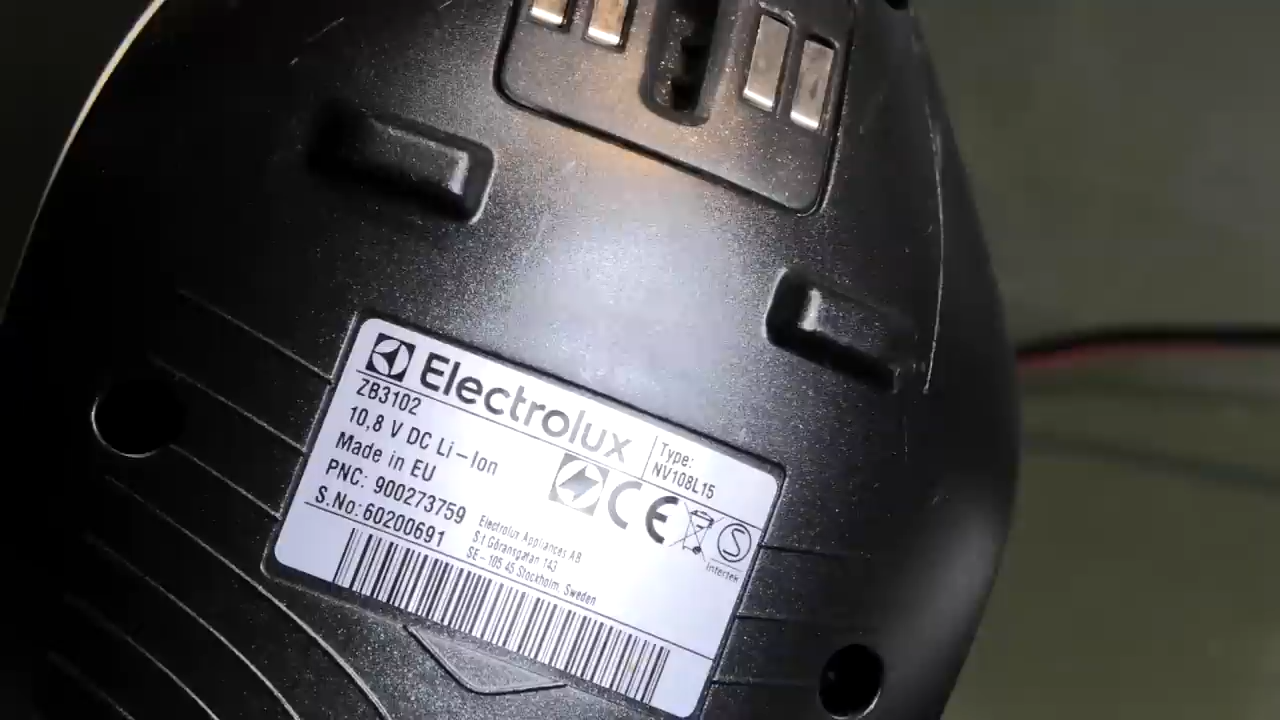 Electrolux
ZB3102
10,8 V DC Li-Ion
Made in EU
PNC: 900273759
S.No: 60200691
Type:
NV108L15
CE
S
Intertek
Electrolux Appliances AB
S:t Göransgatan 143
SE-105 45 Stockholm, Sweden